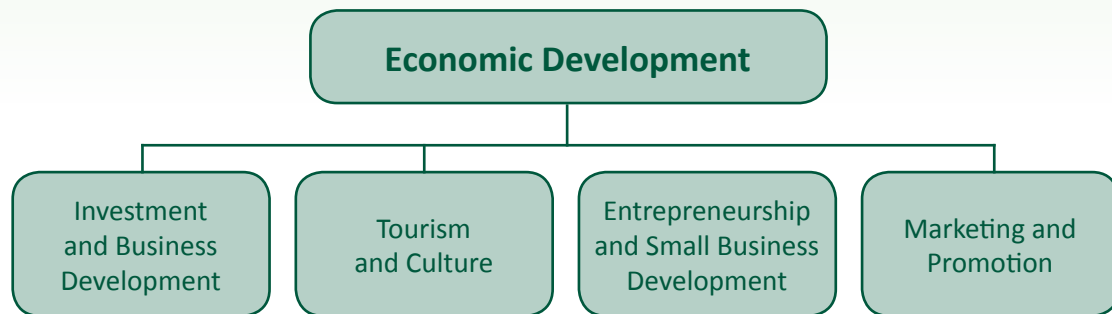 Economic Development
Investment
and Business
Development
Tourism
and Culture
Entrepreneurship
and Small Business
Development
Marketing and
Promotion